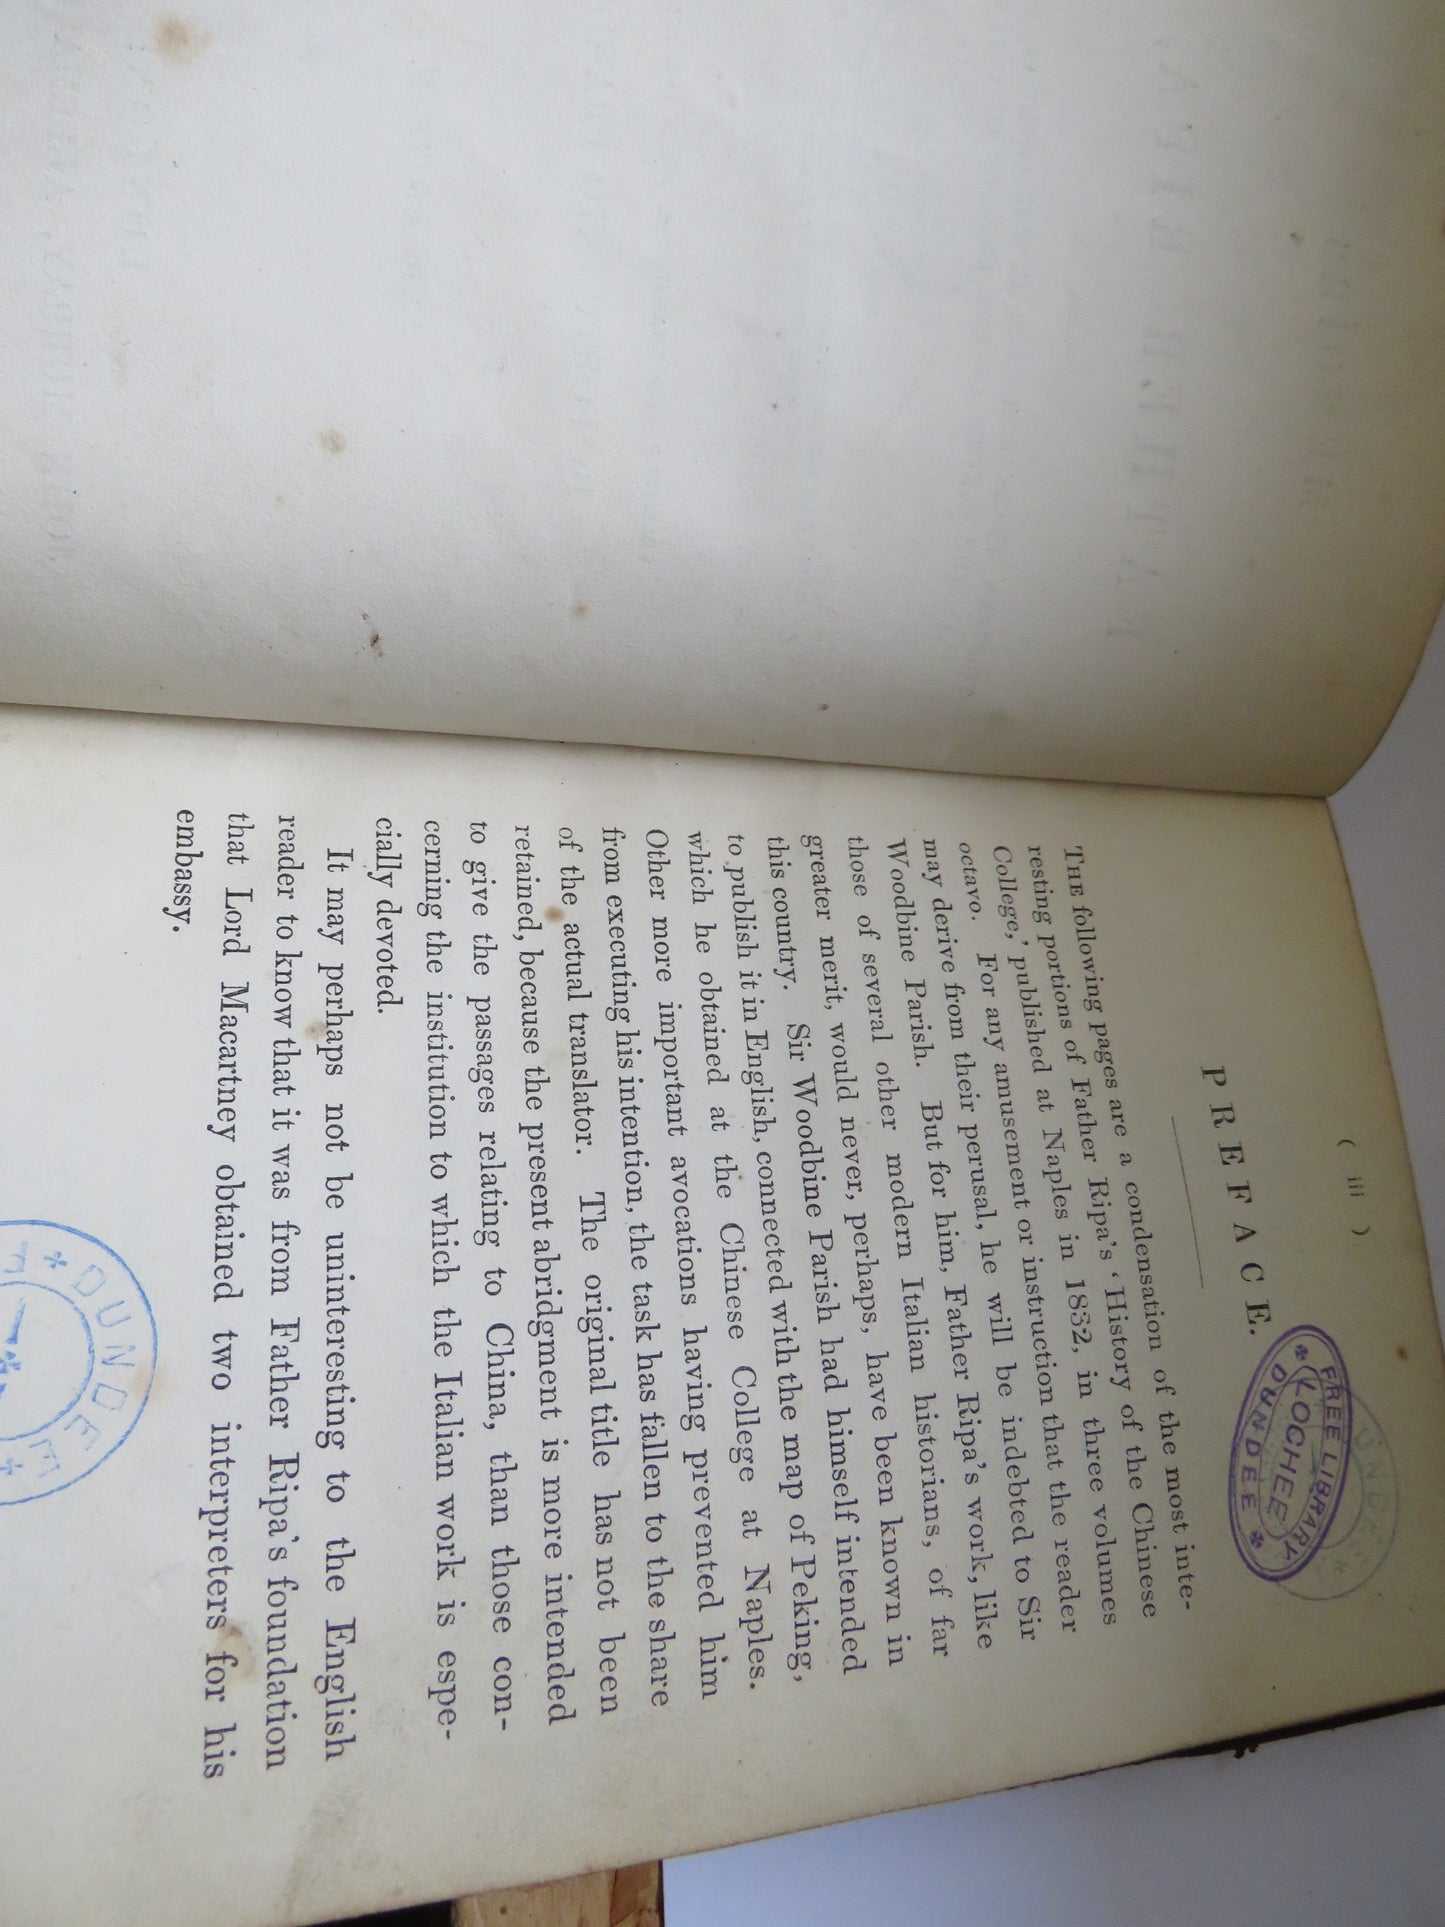 ( iii )
PREFACE.
THE following pages are a condensation of the most inte-
resting portions of Father Ripa's ‘History of the Chinese
College,’ published at Naples in 1832, in three volumes
octavo. For any amusement or instruction that the reader
may derive from their perusal, he will be indebted to Sir
Woodbine Parish. But for him, Father Ripa's work, like
those of several other modern Italian historians, of far
greater merit, would never, perhaps, have been known in
this country. Sir Woodbine Parish had himself intended
to publish it in English, connected with the map of Peking,
which he obtained at the Chinese College at Naples.
Other more important avocations having prevented him
from executing his intention, the task has fallen to the share
of the actual translator. The original title has not been
retained, because the present abridgment is more intended
to give the passages relating to China, than those con-
cerning the institution to which the Italian work is espe-
cially devoted.
It may perhaps not be uninteresting to the English
reader to know that it was from Father Ripa's foundation
that Lord Macartney obtained two interpreters for his
embassy.
FREE LIBRARY
LOCHEE
DUNDEE
DUNDEE